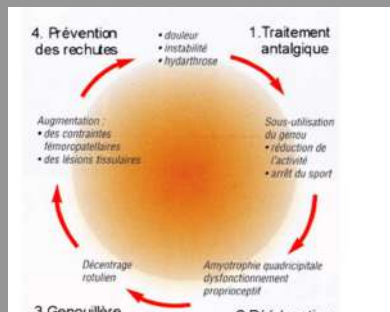 4. Prévention
des rechutes
• douleur
• instabilité
• hydarthrose
1.Traitement
antalgique
Sous-utilisation
du genou
• réduction de
l'activité
• arrêt du sport
Amyotrophie quadricipitale
dysfonctionnement
proprioceptif
Décentrage
rotulien
Augmentation :
• des contraintes
fémoropatellaires
• des lésions tissulaires
3.Genouillère